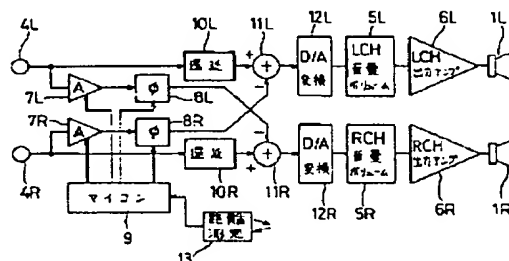 4L
10L
11L
12L
5L
6L
1L
遅延
+
+
D/A
変換
LCH
音量
ボリューム
LCH
出力アンプ
A
φ
7L
8L
−
7R
8R
−
A
φ
4R
遅延
+
+
D/A
変換
RCH
音量
ボリューム
RCH
出力アンプ
10R
11R
12R
5R
6R
1R
マイコン
9
距離
測定
13